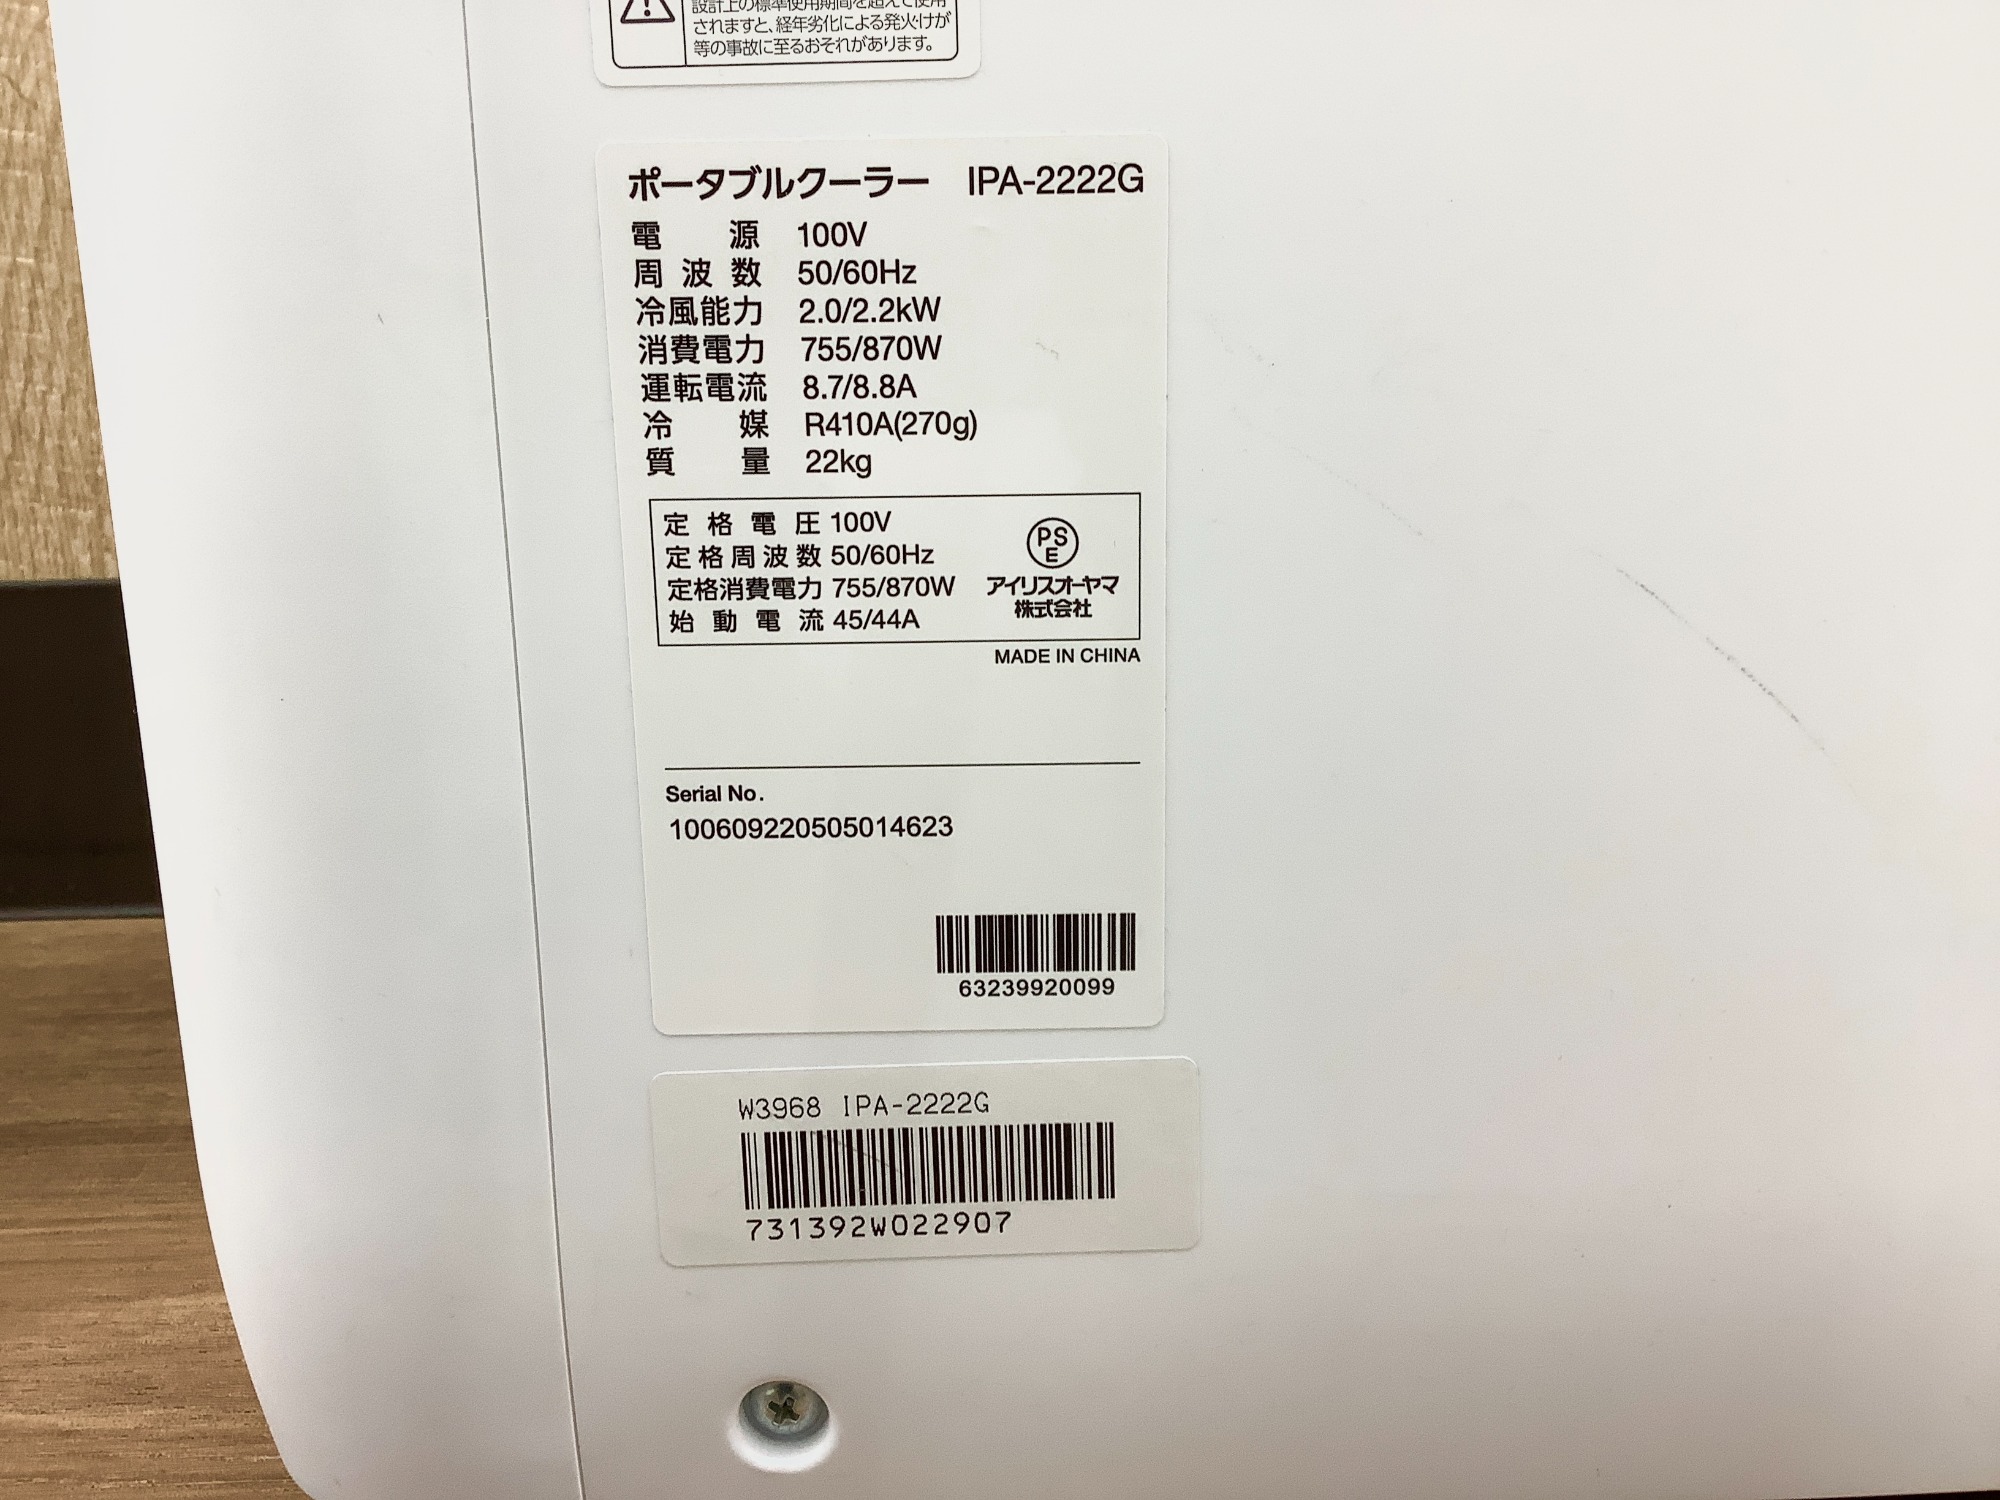 設計上の標準使用期間を超えて使用
されますと、経年劣化による発火・けが
等の事故に至るおそれがあります。
ポータブルクーラー IPA-2222G
電源 100V
周波数 50/60Hz
冷風能力 2.0/2.2kW
消費電力 755/870W
運転電流 8.7/8.8A
冷媒 R410A(270g)
質量 22kg
定格電圧 100V
定格周波数 50/60Hz
定格消費電力 755/870W
始動電流 45/44A
PS
E
アイリスオーヤマ
株式会社
MADE IN CHINA
Serial No.
100609220505014623
63239920099
W3968 IPA-2222G
731392W022907